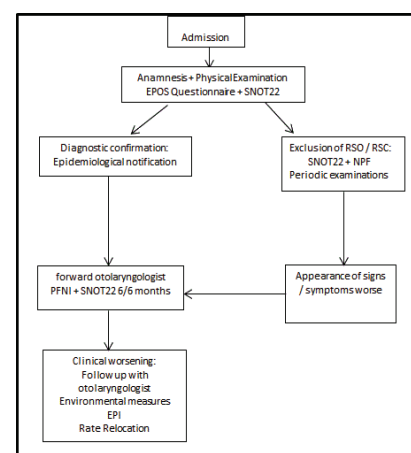 Admission
Anamnesis + Physical Examination
EPOS Questionnaire + SNOT22
Diagnostic confirmation:
Epidemiological notification
Exclusion of RSO / RSC:
SNOT22 + NPF
Periodic examinations
forward otolaryngologist
PFNI + SNOT22 6/6 months
Appearance of signs
/ symptoms worse
Clinical worsening:
Follow up with
otolaryngologist
Environmental measures
EPI
Rate Relocation